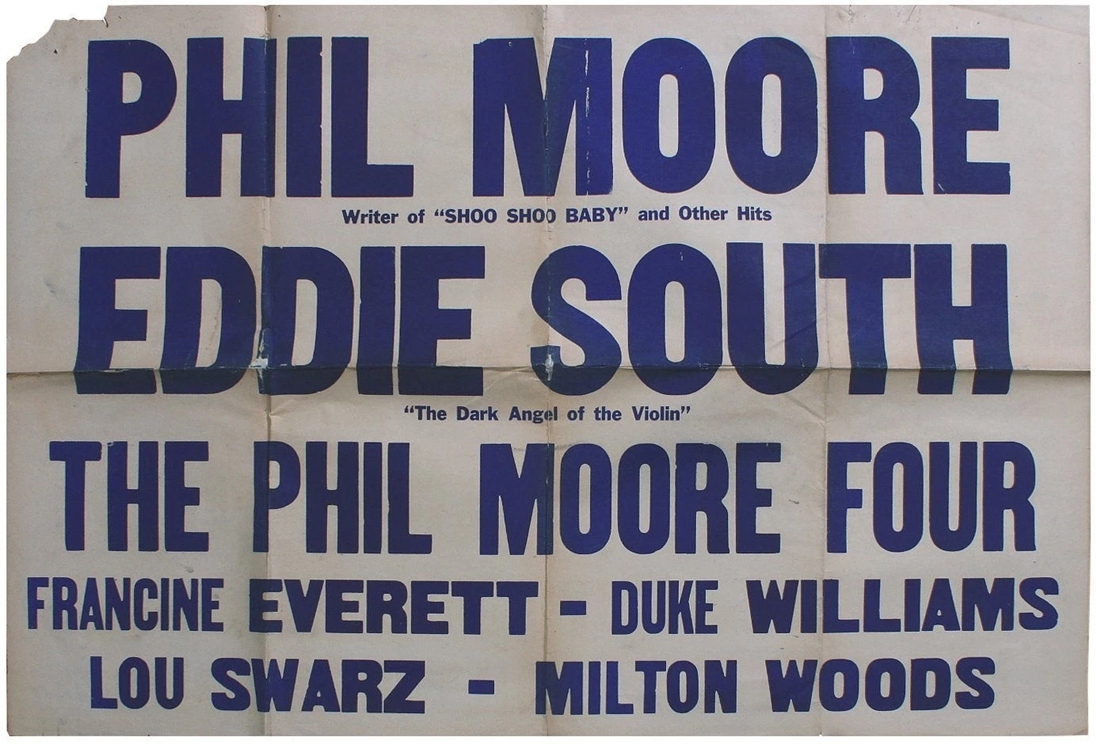 PHIL MOORE
Writer of “SHOO SHOO BABY” and Other Hits
EDDIE SOUTH
“The Dark Angel of the Violin”
THE PHIL MOORE FOUR
FRANCINE EVERETT - DUKE WILLIAMS
LOU SWARZ - MILTON WOODS